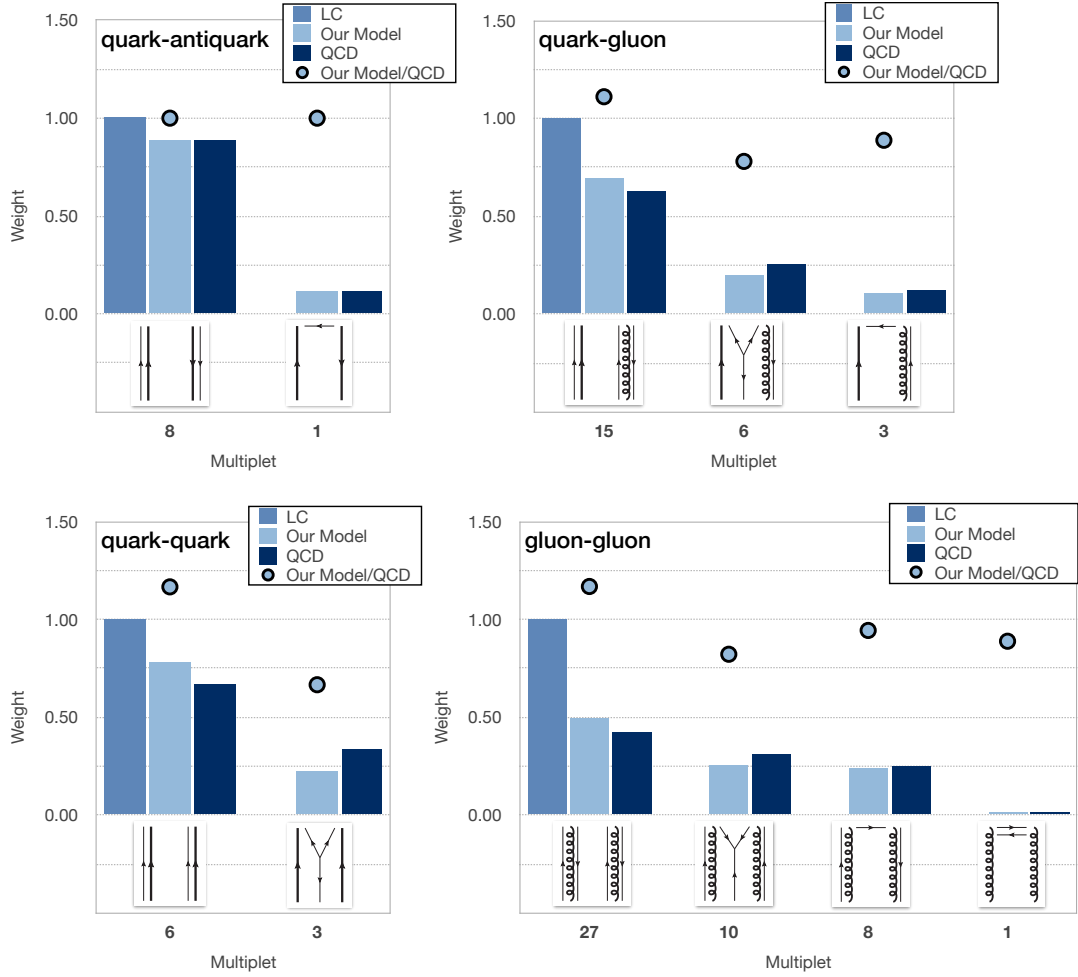 1.50
quark-antiquark
LC
Our Model
QCD
Our Model/QCD
1.00
0.50
0.00
Weight
8 1
Multiplet
1.50
quark-gluon
LC
Our Model
QCD
Our Model/QCD
1.00
0.50
0.00
Weight
15 6 3
Multiplet
1.50
quark-quark
LC
Our Model
QCD
Our Model/QCD
1.00
0.50
0.00
Weight
6 3
Multiplet
1.50
gluon-gluon
LC
Our Model
QCD
Our Model/QCD
1.00
0.50
0.00
Weight
27 10 8 1
Multiplet